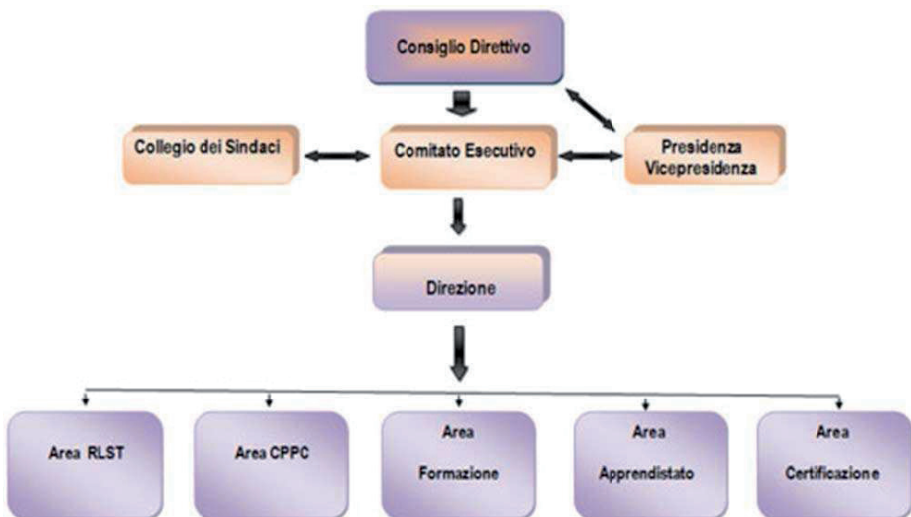 Consiglio Direttivo
Collegio dei Sindaci
Comitato Esecutivo
Presidenza
Vicepresidenza
Direzione
Area RLST
Area CPPC
Area
Formazione
Area
Apprendistato
Area
Certificazione